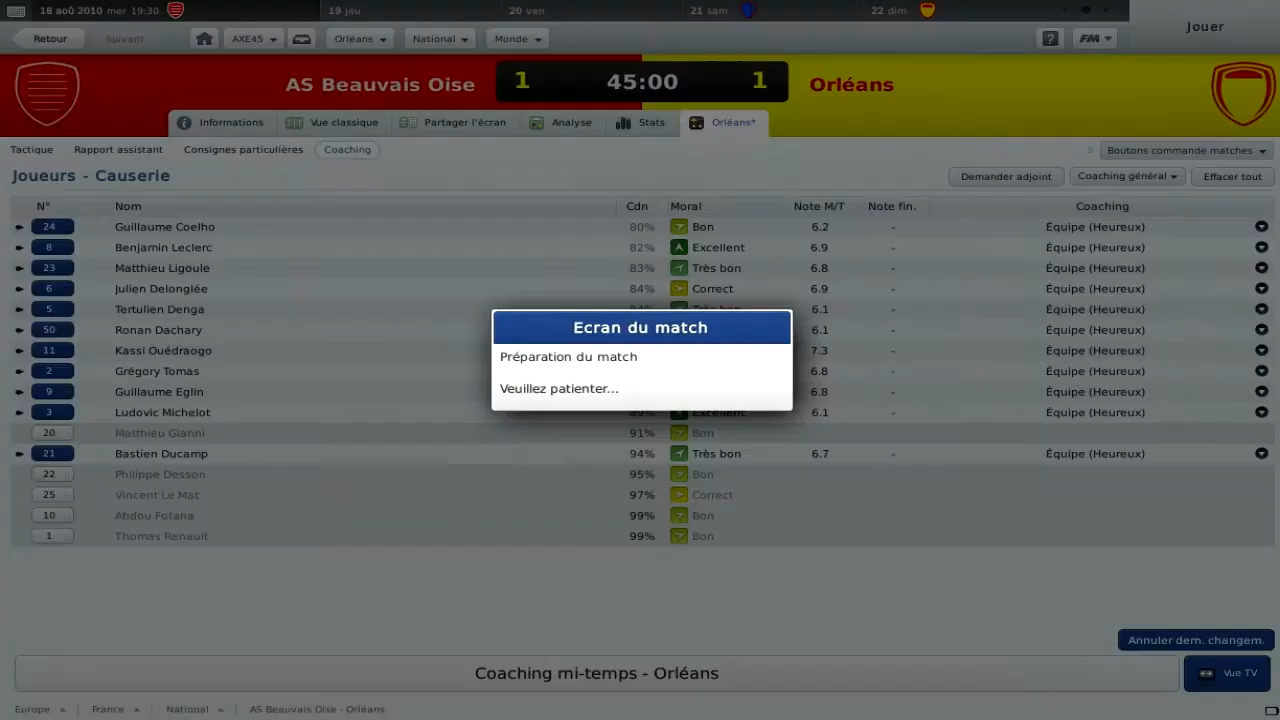 18 aoû 2010 mer 19:30 19 jeu 20 ven 21 sam 22 dim
Jouer
Retour Suivant AXE45 Orléans National Monde ? FM
AS Beauvais Oise 1 45:00 1 Orléans
Informations Vue classique Partager l'écran Analyse Stats Orléans*
Tactique Rapport assistant Consignes particulières Coaching Boutons commande matches
Joueurs - Causerie Demander adjoint Coaching général Effacer tout
N° Nom Cdn Moral Note M/T Note fin. Coaching
24 Guillaume Coelho 80% Bon 6.2 - Équipe (Heureux)
8 Benjamin Leclerc 82% Excellent 6.9 - Équipe (Heureux)
23 Matthieu Ligoule 83% Très bon 6.8 - Équipe (Heureux)
6 Julien Delonglée 84% Correct 6.9 - Équipe (Heureux)
5 Tertulien Denga 6.1 - Équipe (Heureux)
50 Ronan Dachary 6.1 - Équipe (Heureux)
11 Kassi Ouédraogo 7.3 - Équipe (Heureux)
2 Grégory Tomas 6.8 - Équipe (Heureux)
9 Guillaume Eglin 6.8 - Équipe (Heureux)
3 Ludovic Michelot Excellent 6.1 - Équipe (Heureux)
20 Matthieu Gianni 91% Bon
21 Bastien Ducamp 94% Très bon 6.7 - Équipe (Heureux)
22 Philippe Desson 95% Bon
25 Vincent Le Mat 97% Correct
10 Abdou Fofana 99% Bon
1 Thomas Renault 99% Bon
Ecran du match
Préparation du match
Veuillez patienter...
Annuler dern. changem.
Coaching mi-temps - Orléans Vue TV
Europe France National AS Beauvais Oise - Orléans